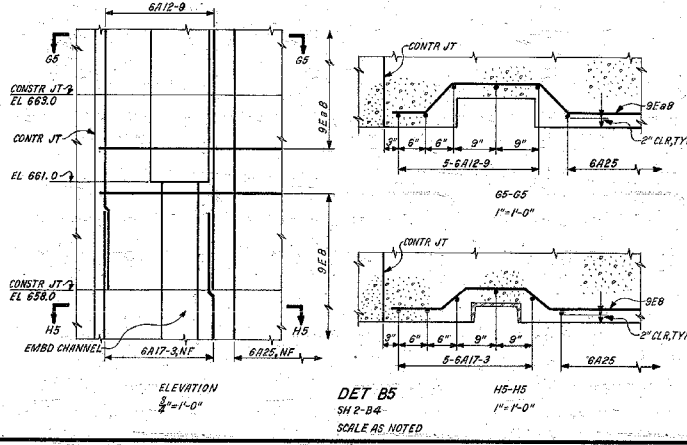 6A12-9
G5
G5
CONSTR JT
EL 663.0
CONTR JT
9E8
EL 661.0
9E8
CONSTR JT
EL 658.0
H5
H5
EMBD CHANNEL
6A17-3, NF
6A25, NF
ELEVATION
3/4"=1'-0"
CONTR JT
9E8
2" CLR, TYP
3" 6" 6" 9" 9"
5-6A12-9
6A25
G5-G5
1"=1'-0"
CONTR JT
9E8
2" CLR, TYP
3" 6" 6" 9" 9"
5-6A17-3
6A25
H5-H5
1"=1'-0"
DET B5
SH 2-B4
SCALE AS NOTED